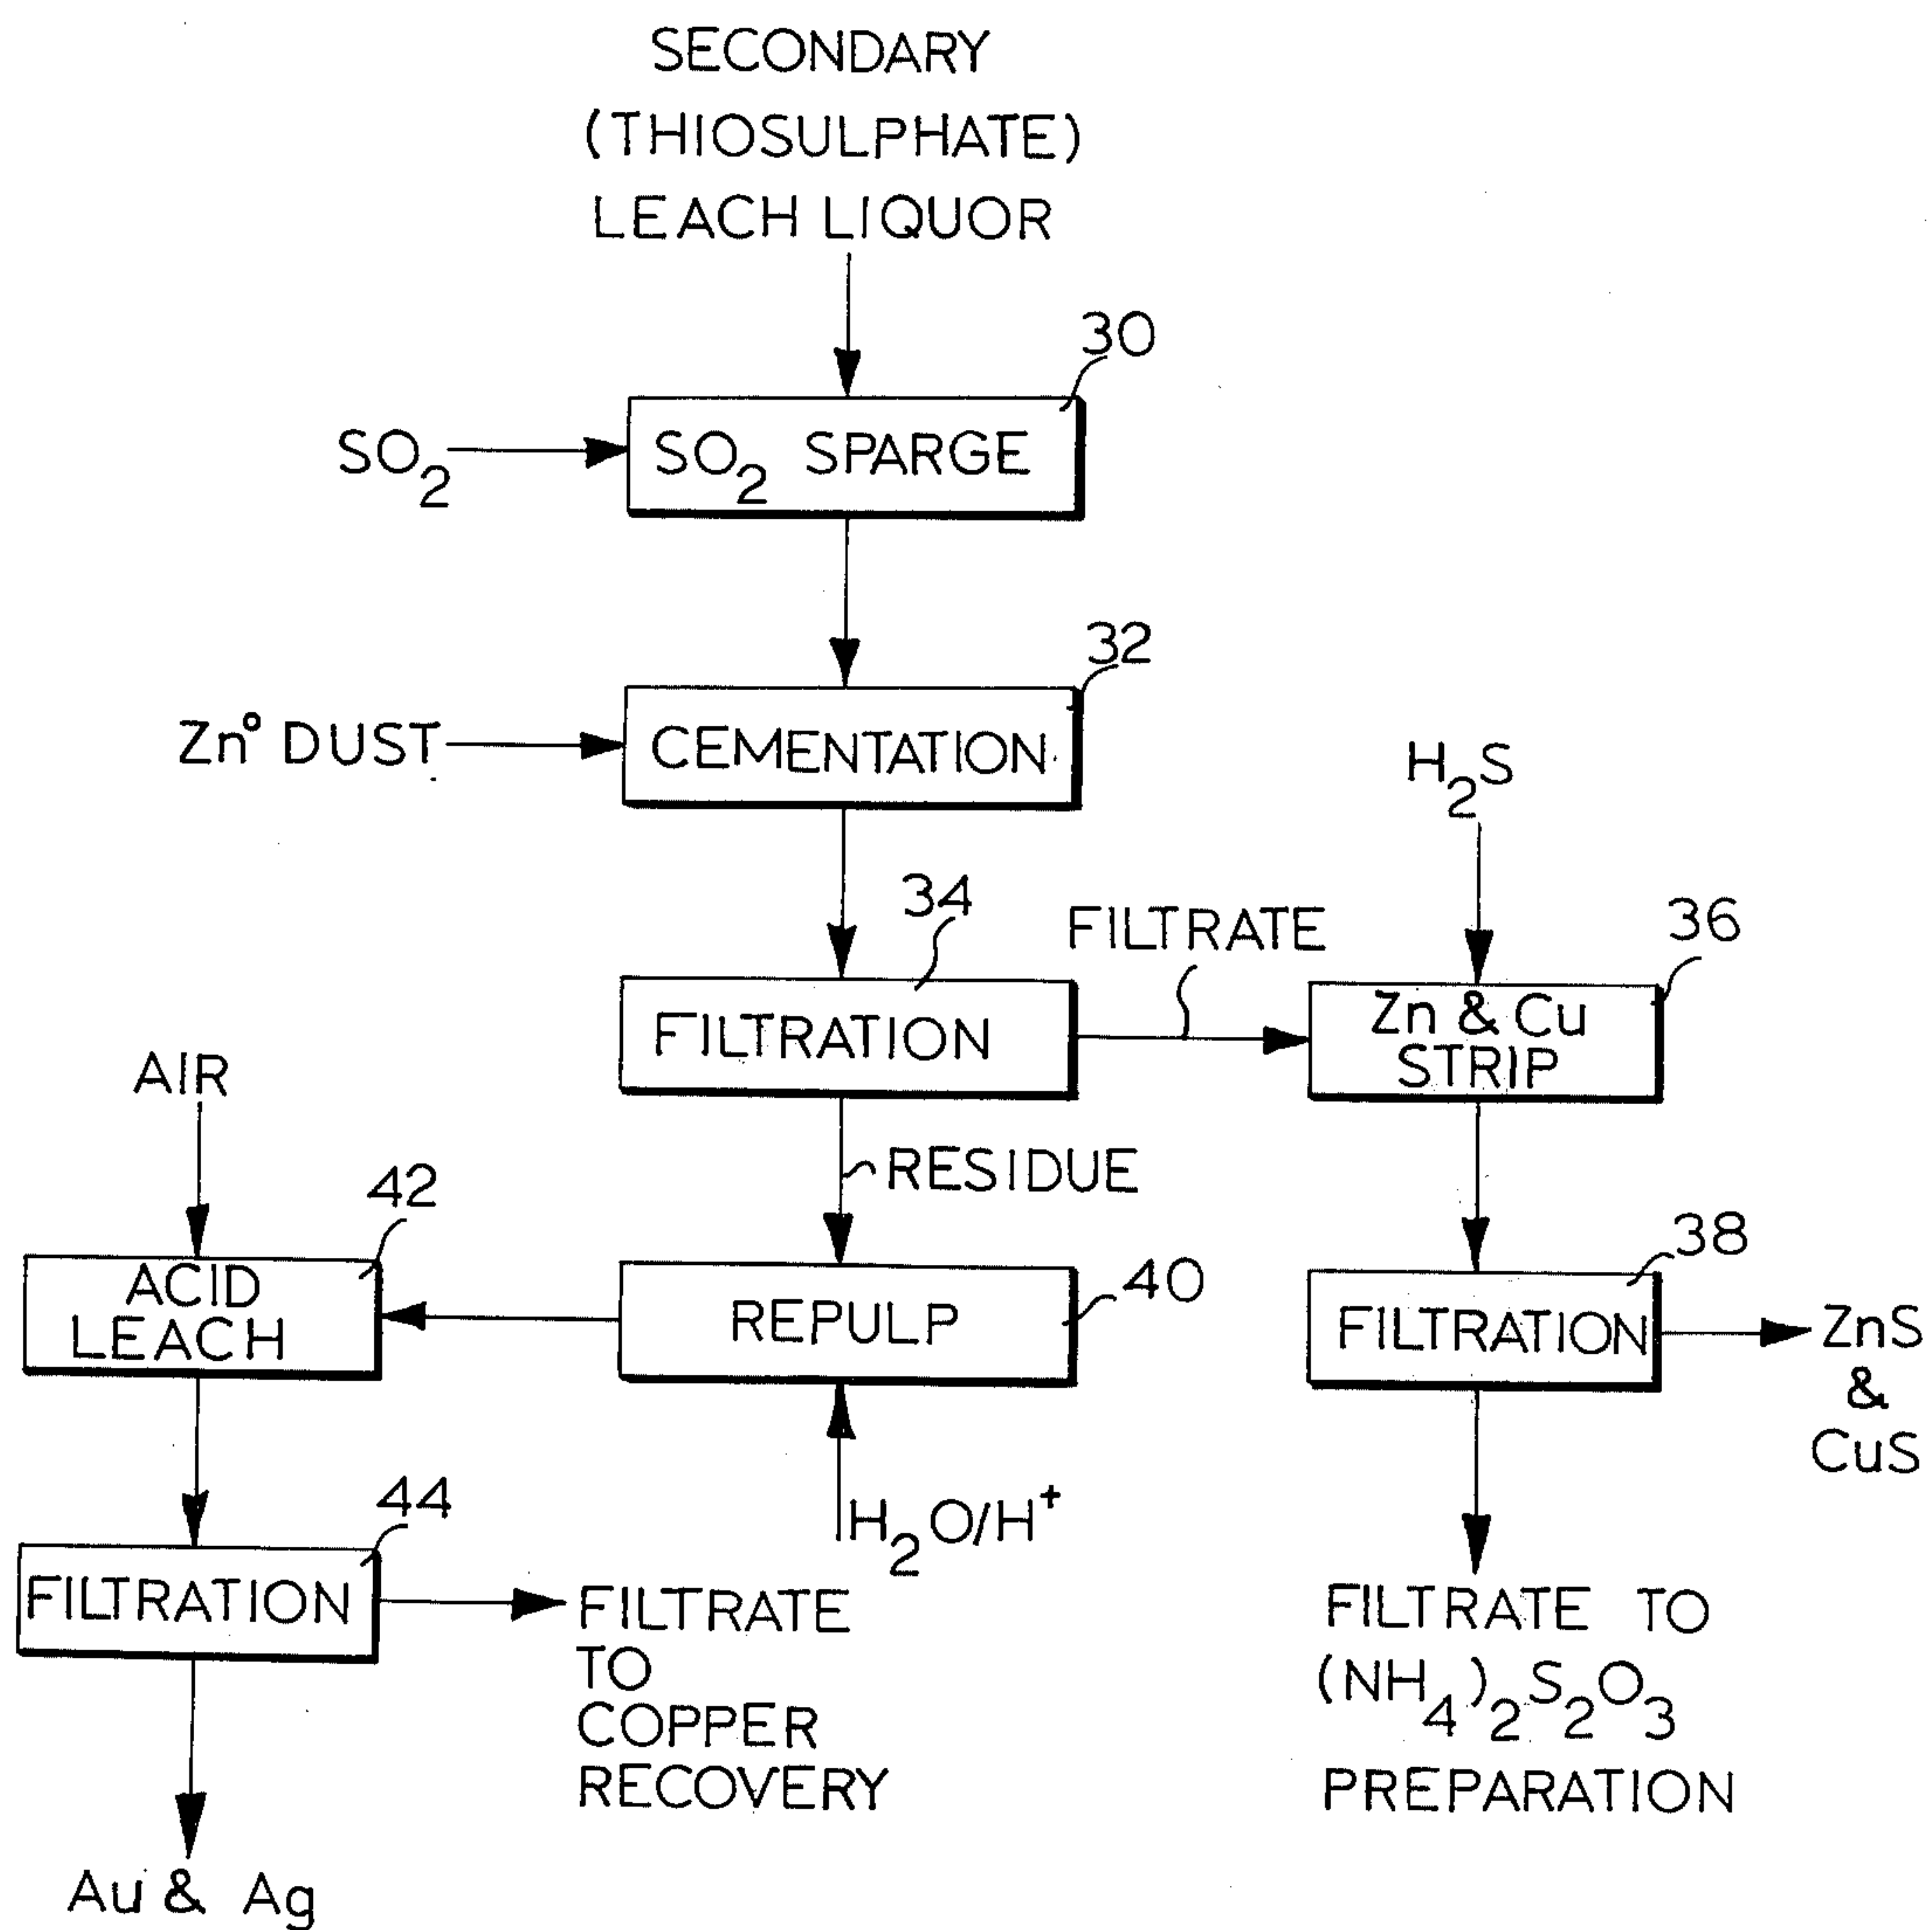 SECONDARY
(THIOSULPHATE)
LEACH LIQUOR
30
SO2
SO2 SPARGE
32
Zn° DUST
CEMENTATION
H2S
34
FILTRATE
36
FILTRATION
Zn & Cu
STRIP
AIR
RESIDUE
42
38
ACID
LEACH
REPULP
40
FILTRATION
ZnS
&
CuS
44
H2O/H+
FILTRATION
FILTRATE
TO
COPPER
RECOVERY
FILTRATE TO
(NH4)2S2O3
PREPARATION
Au & Ag